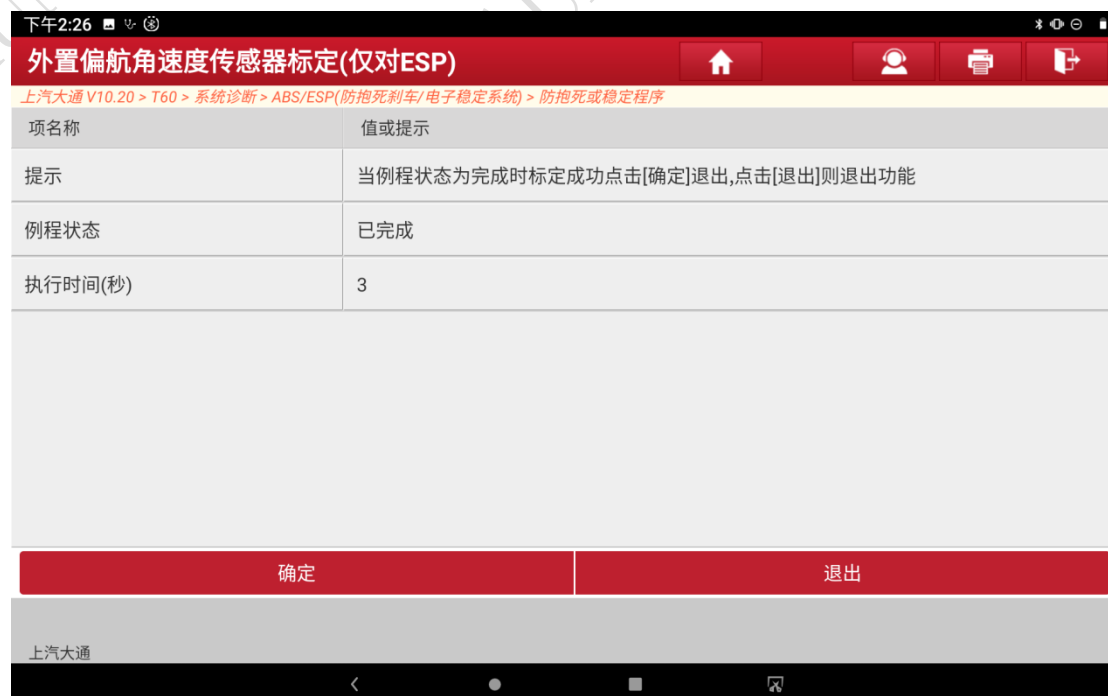 下午2:26
外置偏航角速度传感器标定(仅对ESP)
上汽大通 V10.20 > T60 > 系统诊断 > ABS/ESP(防抱死刹车/电子稳定系统) > 防抱死或稳定程序
项名称 值或提示
提示 当例程状态为完成时标定成功点击[确定]退出,点击[退出]则退出功能
例程状态 已完成
执行时间(秒) 3
确定 退出
上汽大通